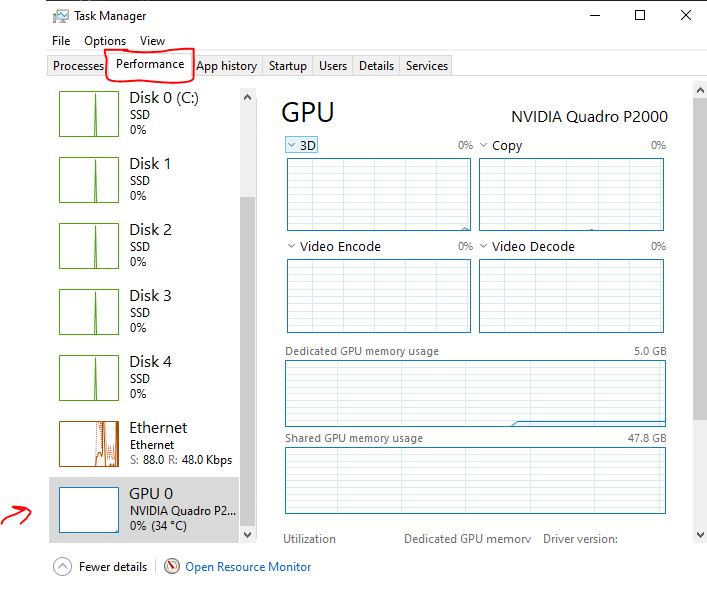 Task Manager
File Options View
Processes Performance App history Startup Users Details Services
Disk 0 (C:)
SSD
0%
Disk 1
SSD
0%
Disk 2
SSD
0%
Disk 3
SSD
0%
Disk 4
SSD
0%
Ethernet
Ethernet
S: 88.0 R: 48.0 Kbps
GPU 0
NVIDIA Quadro P2...
0% (34 °C)
GPU NVIDIA Quadro P2000
3D 0% Copy 0%
Video Encode 0% Video Decode 0%
Dedicated GPU memory usage 5.0 GB
Shared GPU memory usage 47.8 GB
Utilization Dedicated GPU memory Driver version:
Fewer details Open Resource Monitor